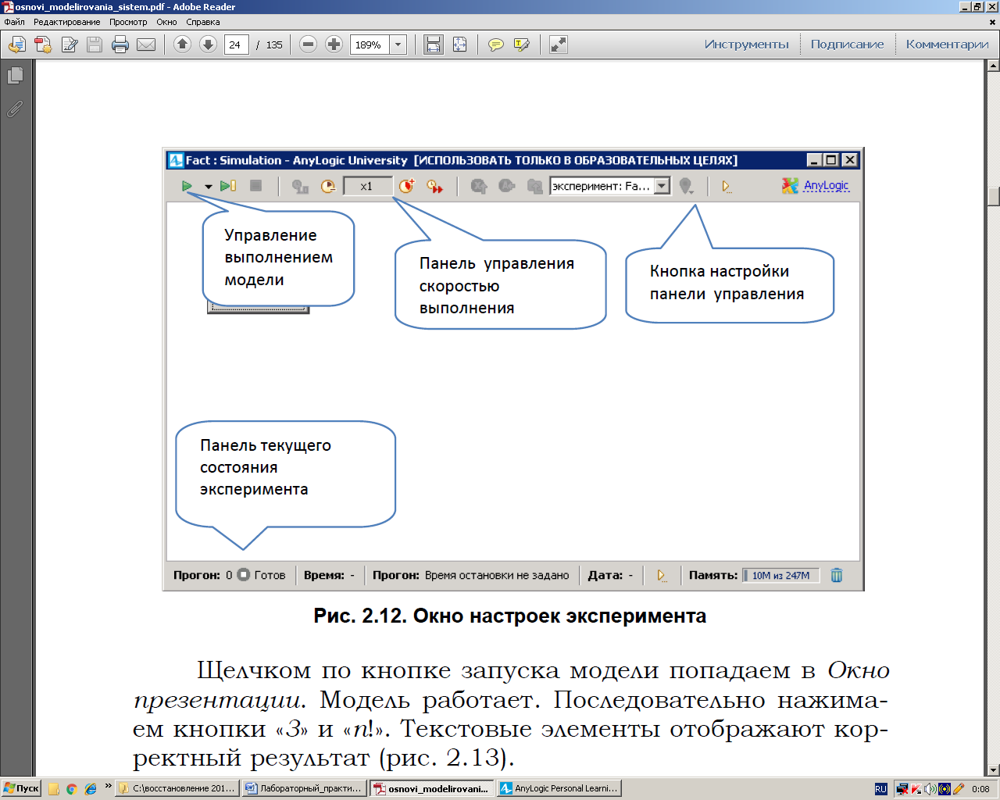 osnovi_modelirovania_sistem.pdf - Adobe Reader
Файл Редактирование Просмотр Окно Справка
24 / 135 189% Инструменты Подписание Комментарии
Fact : Simulation - AnyLogic University [ИСПОЛЬЗОВАТЬ ТОЛЬКО В ОБРАЗОВАТЕЛЬНЫХ ЦЕЛЯХ]
x1 эксперимент: Fa... AnyLogic
Управление
выполнением
модели
Панель управления
скоростью
выполнения
Кнопка настройки
панели управления
Панель текущего
состояния
эксперимента
Прогон: 0 Готов Время: - Прогон: Время остановки не задано Дата: - Память: 10M из 247M
Рис. 2.12. Окно настроек эксперимента
Щелчком по кнопке запуска модели попадаем в Окно
презентации. Модель работает. Последовательно нажима-
ем кнопки «3» и «n!». Текстовые элементы отображают кор-
ректный результат (рис. 2.13).
Пуск » C:\восстановление 201... Лабораторный_практи... osnovi_modelirovani... AnyLogic Personal Learni... RU 0:08